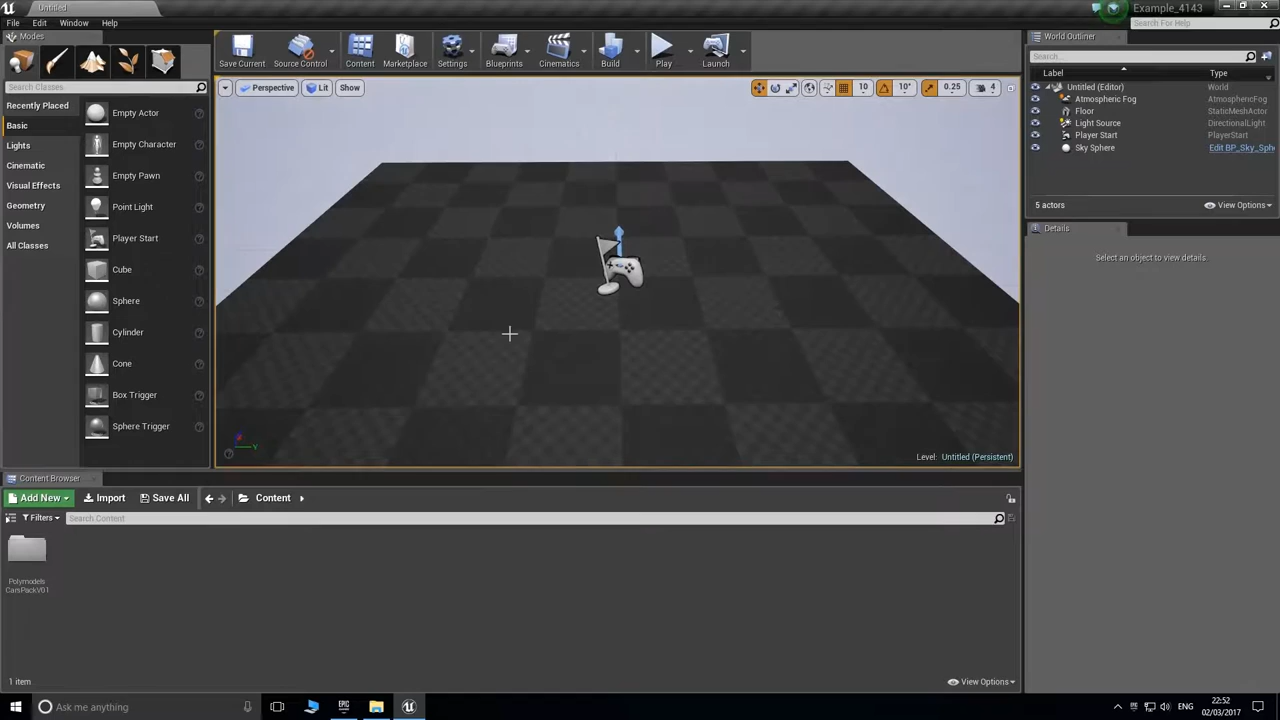 Untitled
Example_4143
File Edit Window Help
Search For Help
Modes
Save Current
Source Control
Content
Marketplace
Settings
Blueprints
Cinematics
Build
Play
Launch
World Outliner
Search Classes
Search...
Perspective
Lit
Show
10
10°
0.25
4
Label
Type
Recently Placed
Basic
Lights
Cinematic
Visual Effects
Geometry
Volumes
All Classes
Empty Actor
Empty Character
Empty Pawn
Point Light
Player Start
Cube
Sphere
Cylinder
Cone
Box Trigger
Sphere Trigger
Untitled (Editor) World
Atmospheric Fog AtmosphericFog
Floor StaticMeshActor
Light Source DirectionalLight
Player Start PlayerStart
Sky Sphere Edit BP_Sky_Sph
5 actors
View Options
Details
Select an object to view details.
Z
Y
Level: Untitled (Persistent)
Content Browser
Add New
Import
Save All
Content
Filters
Search Content
Polymodels
CarsPackV01
1 item
View Options
Ask me anything
EPIC
ENG
22:52
02/03/2017